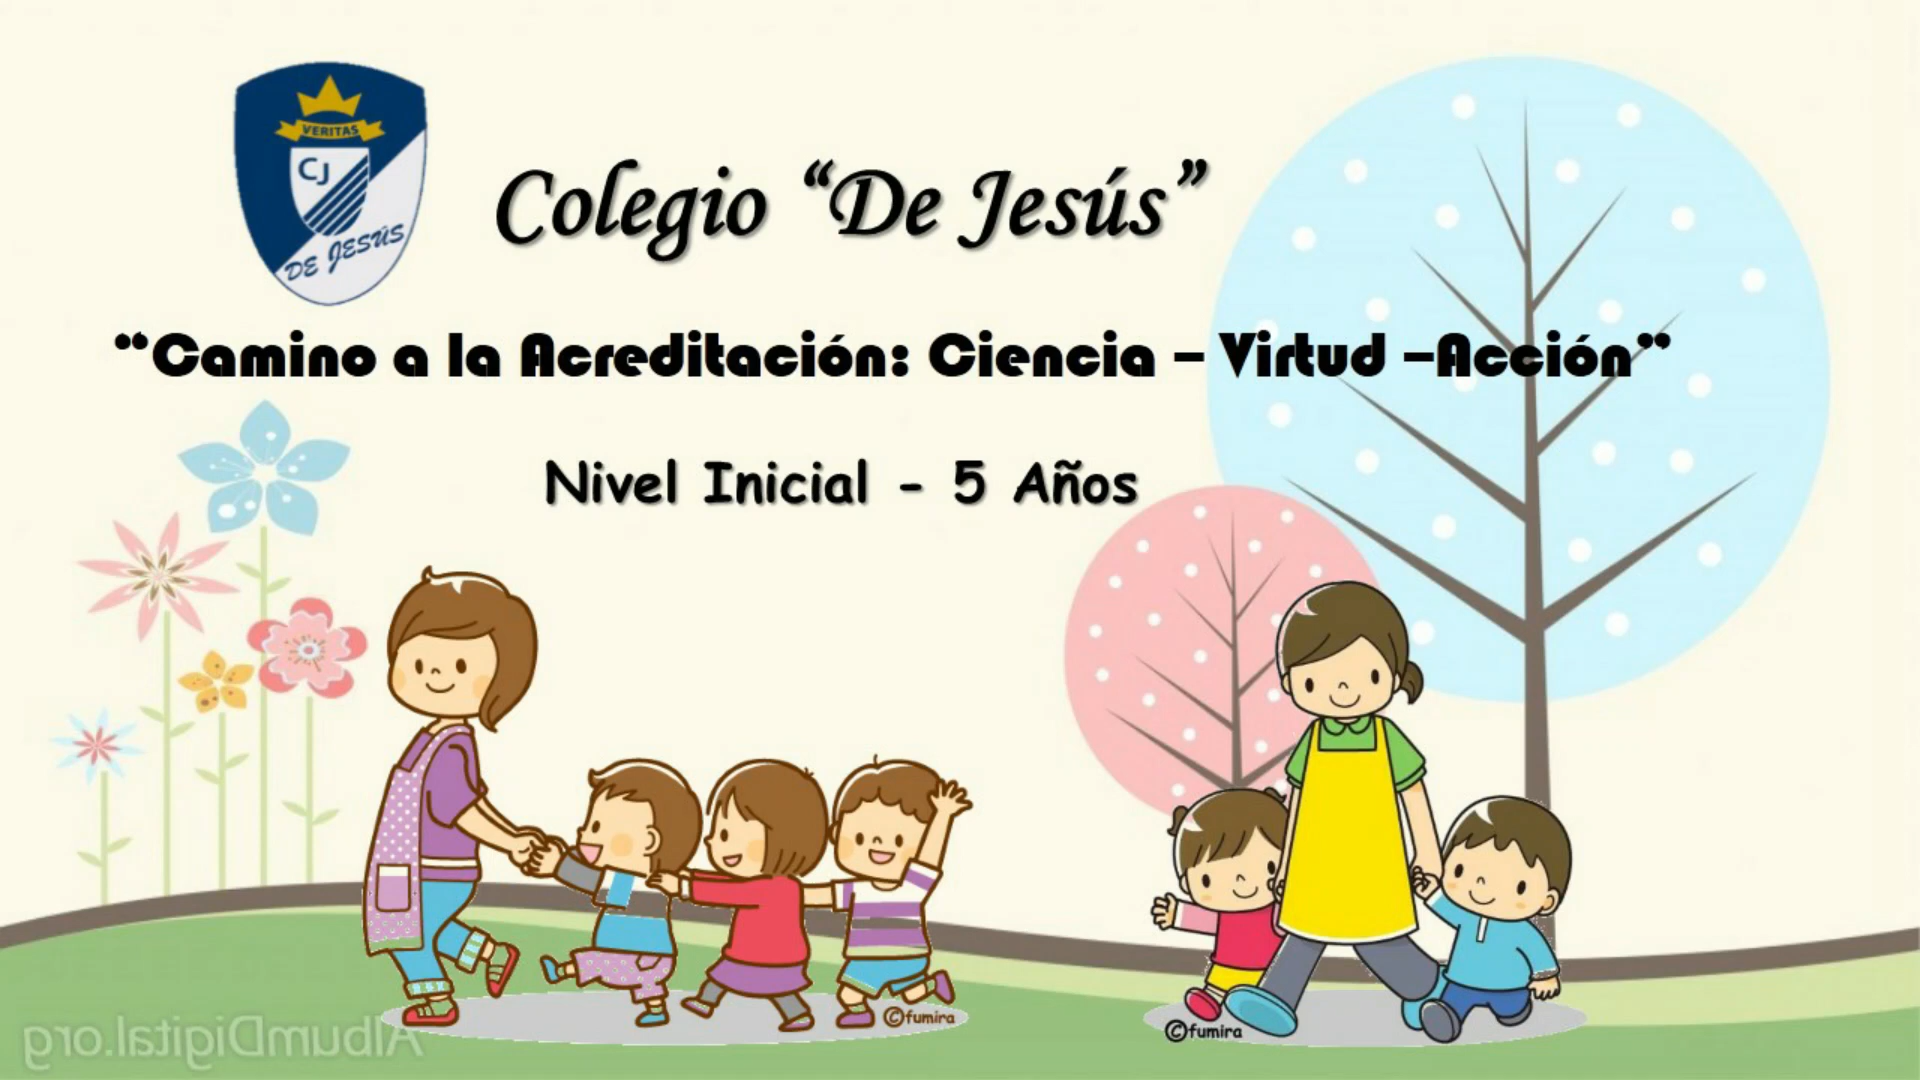 VERITAS
CJ
DE JESÚS
Colegio “De Jesús”
“Camino a la Acreditación: Ciencia – Virtud –Acción”
Nivel Inicial - 5 Años
©fumira
©fumira
AlbumDigital.org